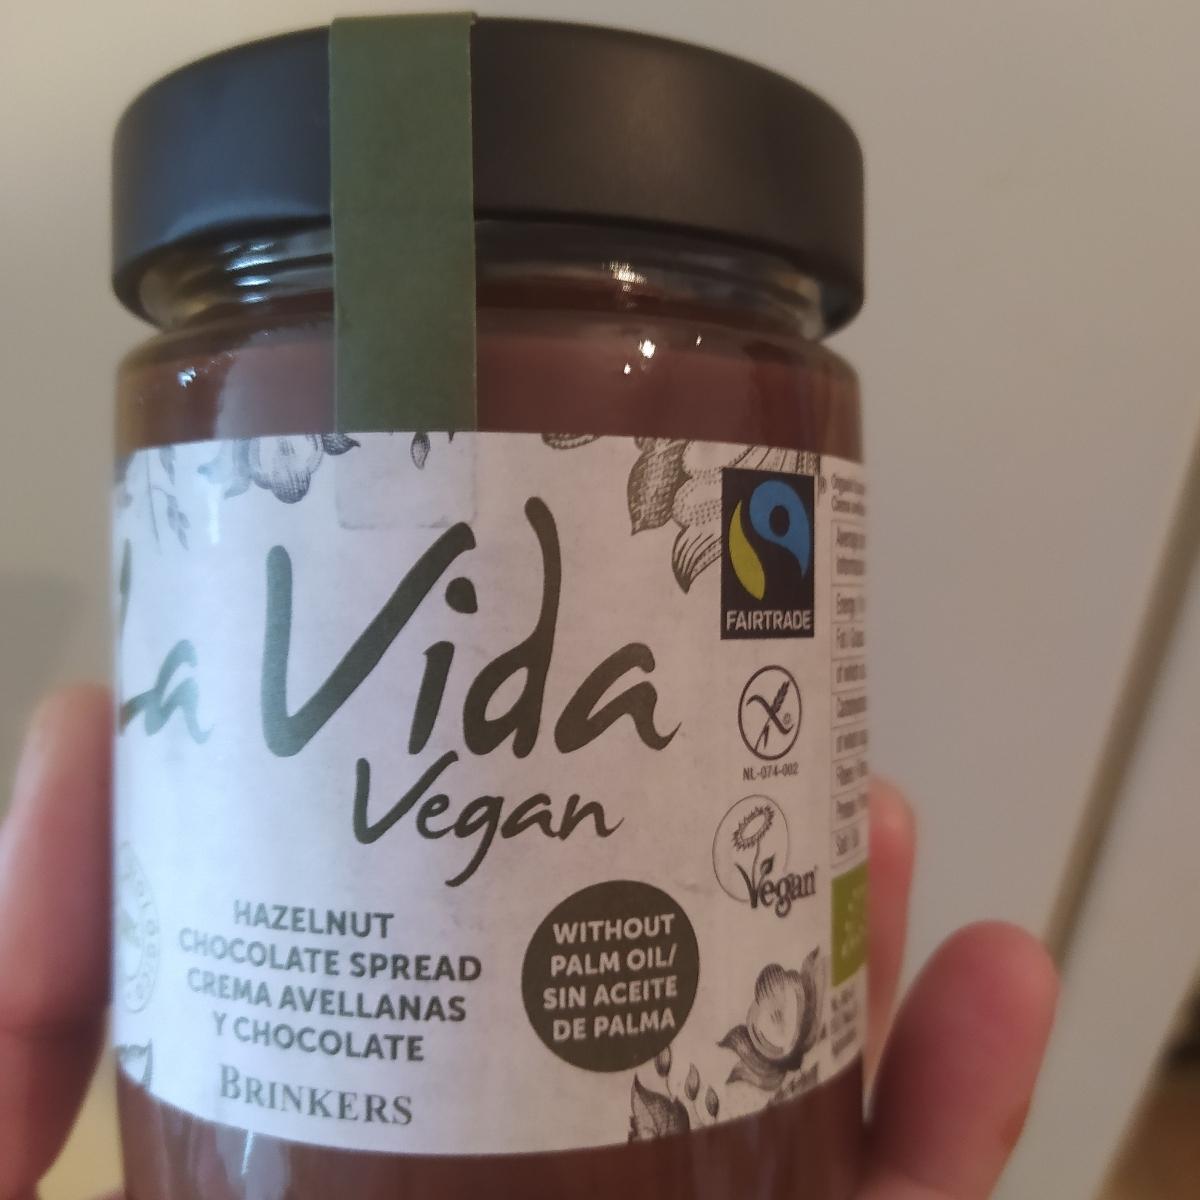 La Vida
Vegan
HAZELNUT
CHOCOLATE SPREAD
CREMA AVELLANAS
Y CHOCOLATE
BRINKERS
WITHOUT
PALM OIL/
SIN ACEITE
DE PALMA
FAIRTRADE
NL-074-002
Vegan